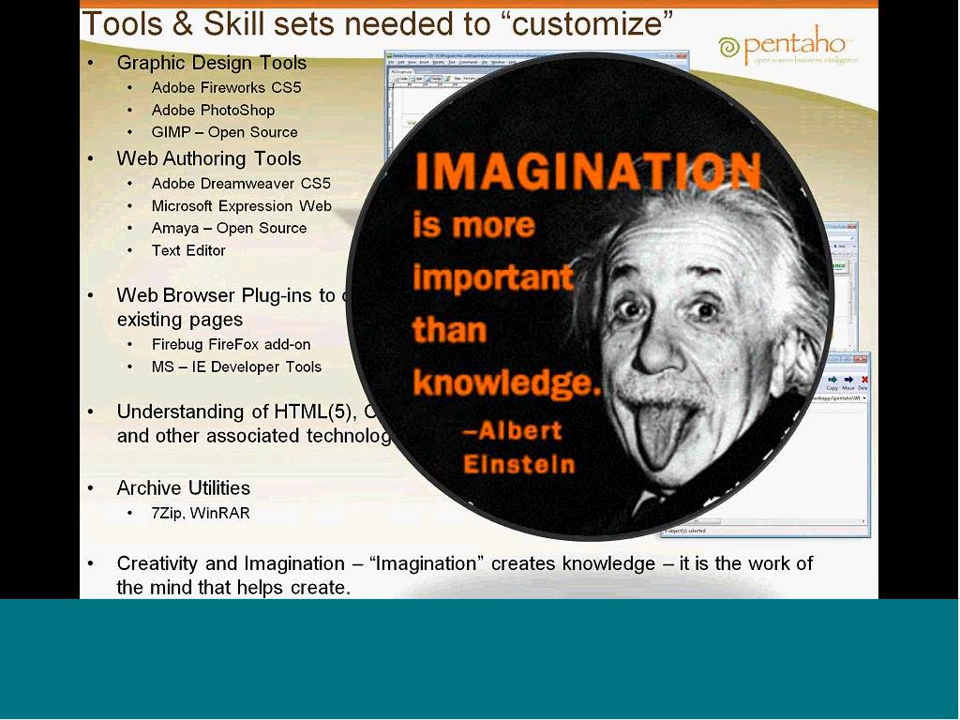 Tools & Skill sets needed to “customize”
pentaho
open source business intelligence
• Graphic Design Tools
• Adobe Fireworks CS5
• Adobe PhotoShop
• GIMP – Open Source
• Web Authoring Tools
• Adobe Dreamweaver CS5
• Microsoft Expression Web
• Amaya – Open Source
• Text Editor
• Web Browser Plug-ins to
existing pages
• Firebug FireFox add-on
• MS – IE Developer Tools
• Understanding of HTML(5),
and other associated
• Archive Utilities
• 7Zip, WinRAR
• Creativity and Imagination – “Imagination” creates knowledge – it is the work of
the mind that helps create.
IMAGINATION
is more
important
than
knowledge.
–Albert
Einstein
Copy Move